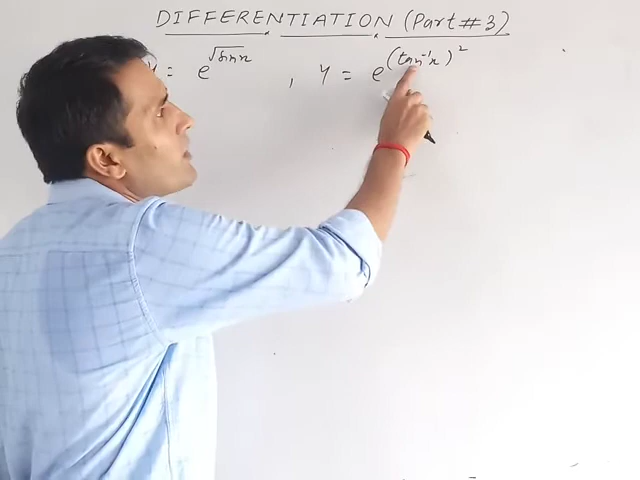 DIFFERENTIATION (Part # 3)
y = e^{√sinx} , y = e^{(tan⁻¹x)²}